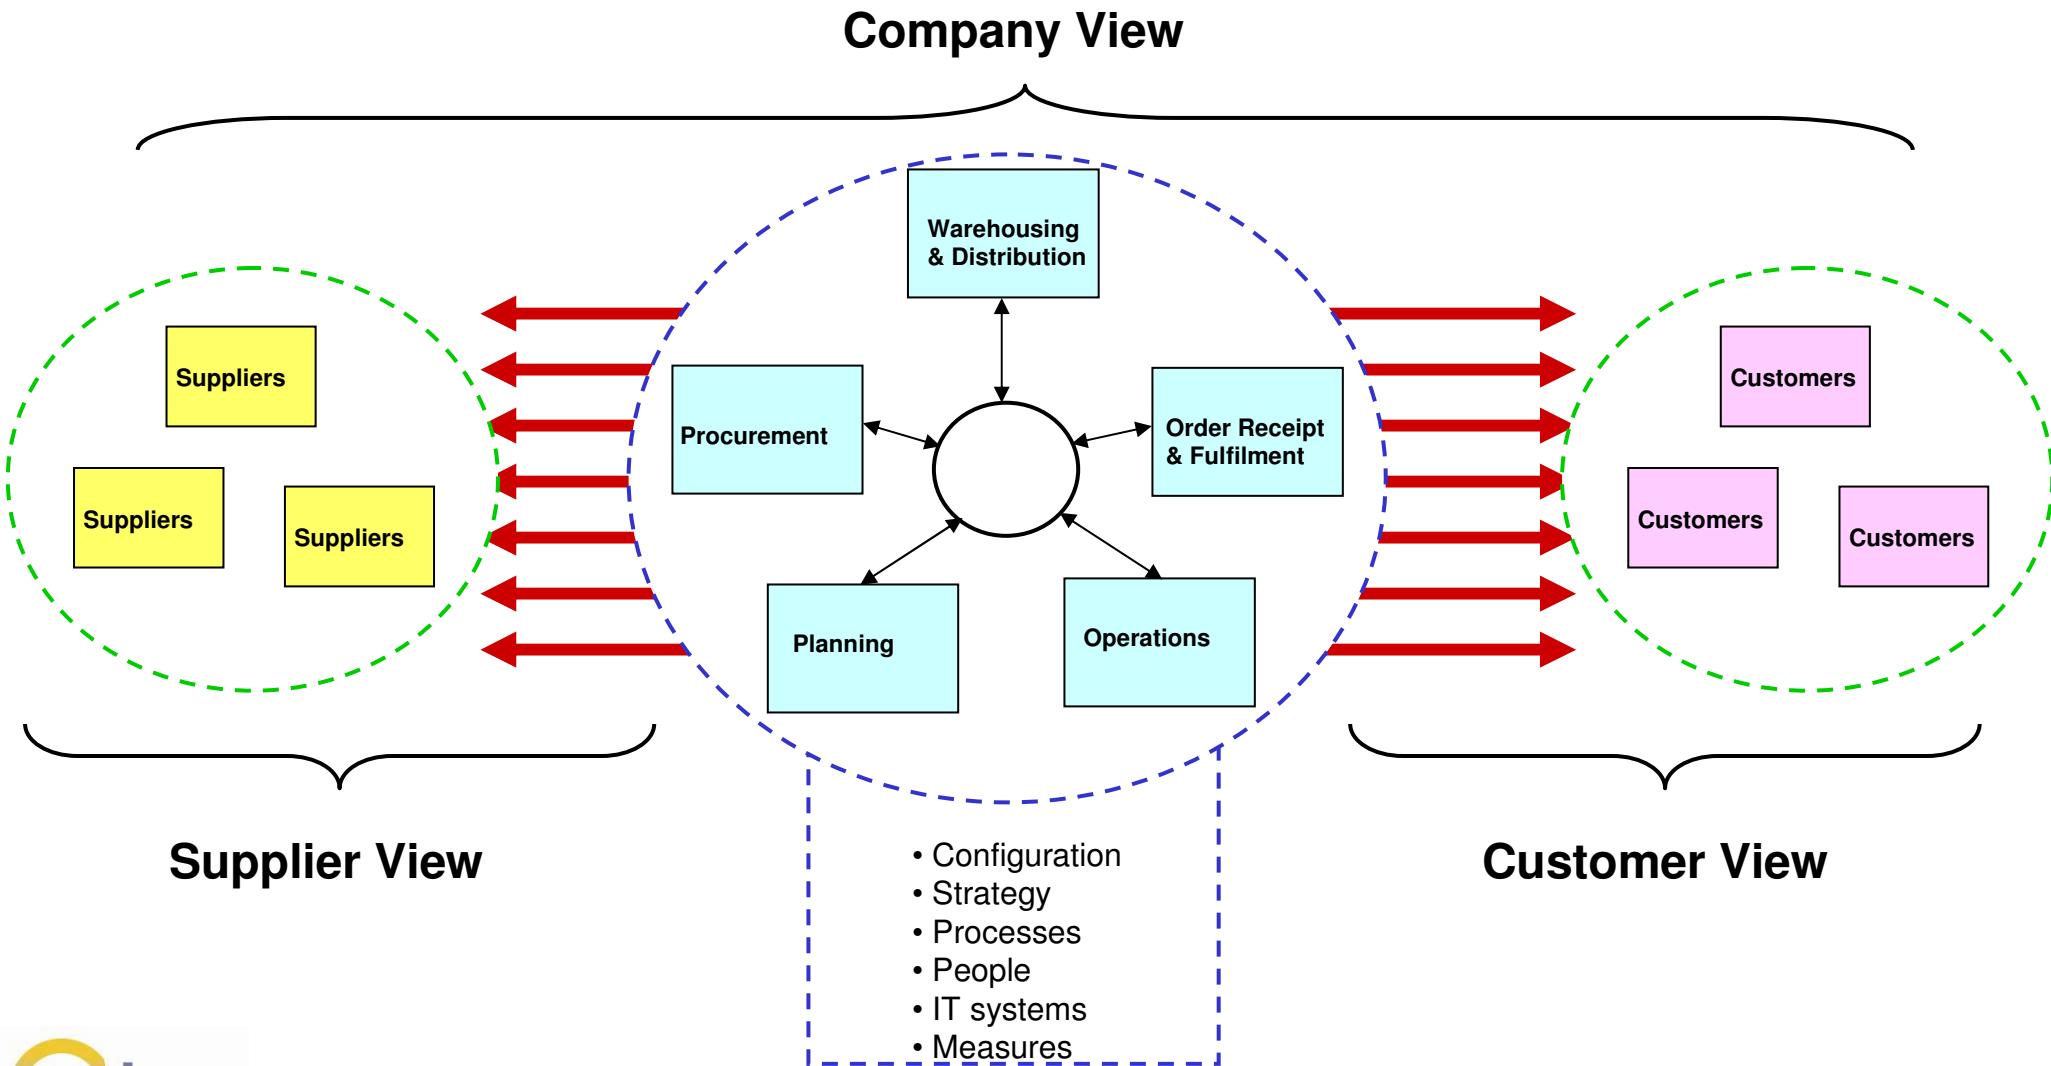 Company View
Warehousing
& Distribution
Suppliers
Customers
Procurement
Order Receipt
& Fulfilment
Suppliers
Suppliers
Customers
Customers
Planning
Operations
Supplier View
Customer View
• Configuration
• Strategy
• Processes
• People
• IT systems
• Measures